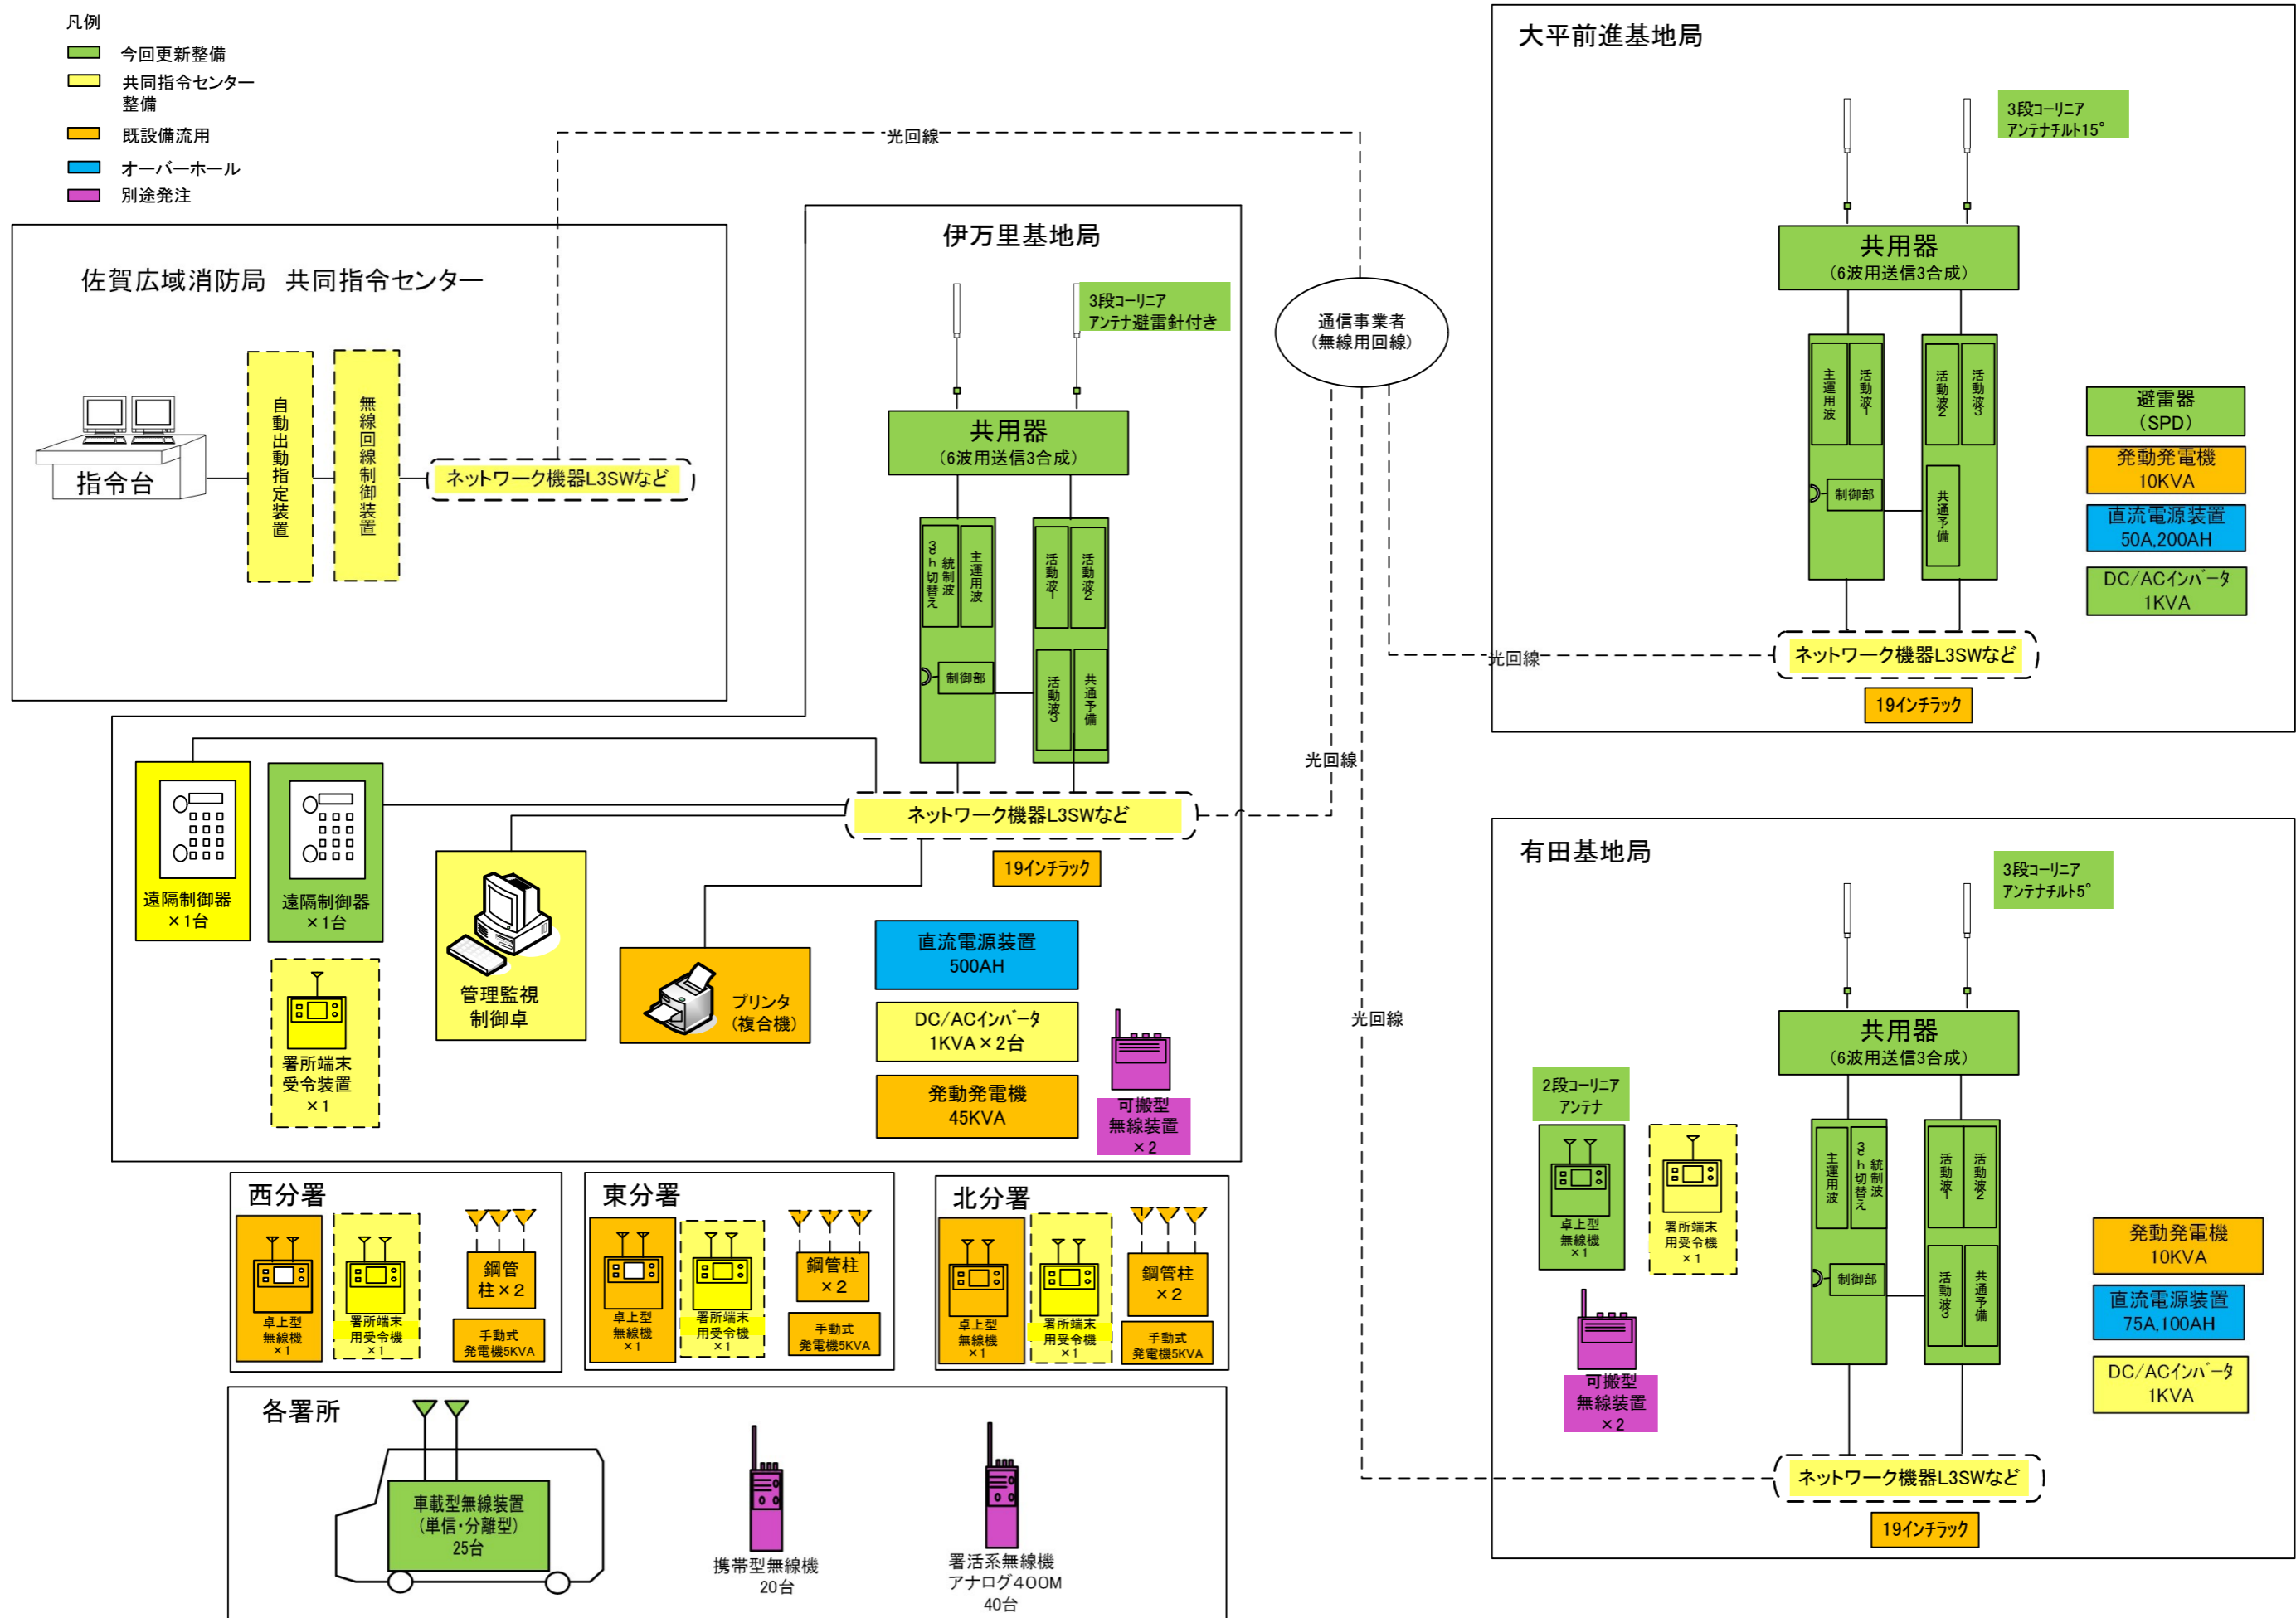 凡例
今回更新整備
共同指令センター
整備
既設備流用
オーバーホール
別途発注
佐賀広域消防局 共同指令センター
指令台
自動出動指定装置
無線回線制御装置
ネットワーク機器L3SWなど
光回線
伊万里基地局
3段コーリニア
アンテナ避雷針付き
共用器
(6波用送信3合成)
統制波
3ch切替え
主運用波
活動波1
活動波2
制御部
活動波3
共通予備
ネットワーク機器L3SWなど
19インチラック
遠隔制御器
×1台
遠隔制御器
×1台
署所端末
受令装置
×1
管理監視
制御卓
プリンタ
(複合機)
直流電源装置
500AH
DC/ACインバータ
1KVA×2台
発動発電機
45KVA
可搬型
無線装置
×2
通信事業者
(無線用回線)
光回線
光回線
光回線
大平前進基地局
3段コーリニア
アンテナチルト15°
共用器
(6波用送信3合成)
主運用波
活動波1
活動波2
活動波3
制御部
共通予備
避雷器
(SPD)
発動発電機
10KVA
直流電源装置
50A,200AH
DC/ACインバータ
1KVA
ネットワーク機器L3SWなど
19インチラック
有田基地局
3段コーリニア
アンテナチルト5°
共用器
(6波用送信3合成)
2段コーリニア
アンテナ
卓上型
無線機
×1
署所端末
用受令機
×1
主運用波
統制波
3ch切替え
活動波1
活動波2
制御部
活動波3
共通予備
可搬型
無線装置
×2
発動発電機
10KVA
直流電源装置
75A,100AH
DC/ACインバータ
1KVA
ネットワーク機器L3SWなど
19インチラック
西分署
卓上型
無線機
×1
署所端末
用受令機
×1
鋼管
柱×2
手動式
発電機5KVA
東分署
卓上型
無線機
×1
署所端末
用受令機
×1
鋼管柱
×2
手動式
発電機5KVA
北分署
卓上型
無線機
×1
署所端末
用受令機
×1
鋼管柱
×2
手動式
発電機5KVA
各署所
車載型無線装置
(単信・分離型)
25台
携帯型無線機
20台
署活系無線機
アナログ400M
40台